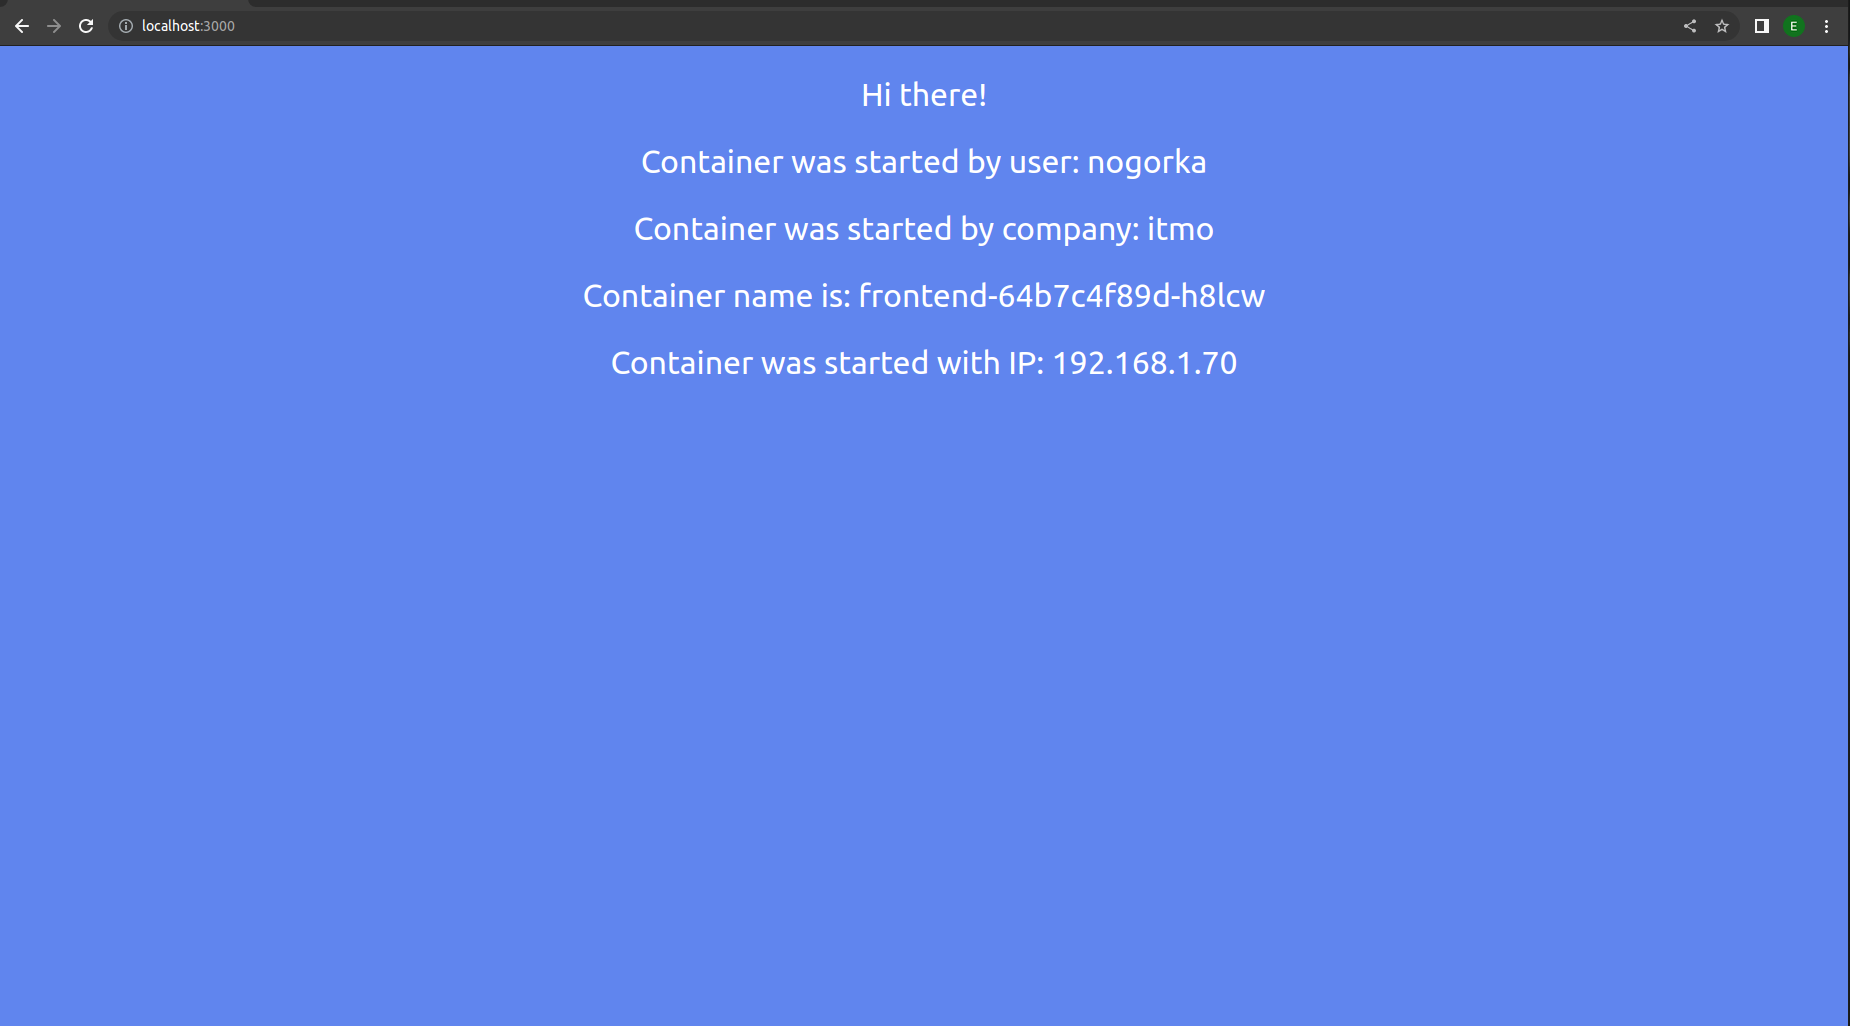 localhost:3000
E
Hi there!
Container was started by user: nogorka
Container was started by company: itmo
Container name is: frontend-64b7c4f89d-h8lcw
Container was started with IP: 192.168.1.70